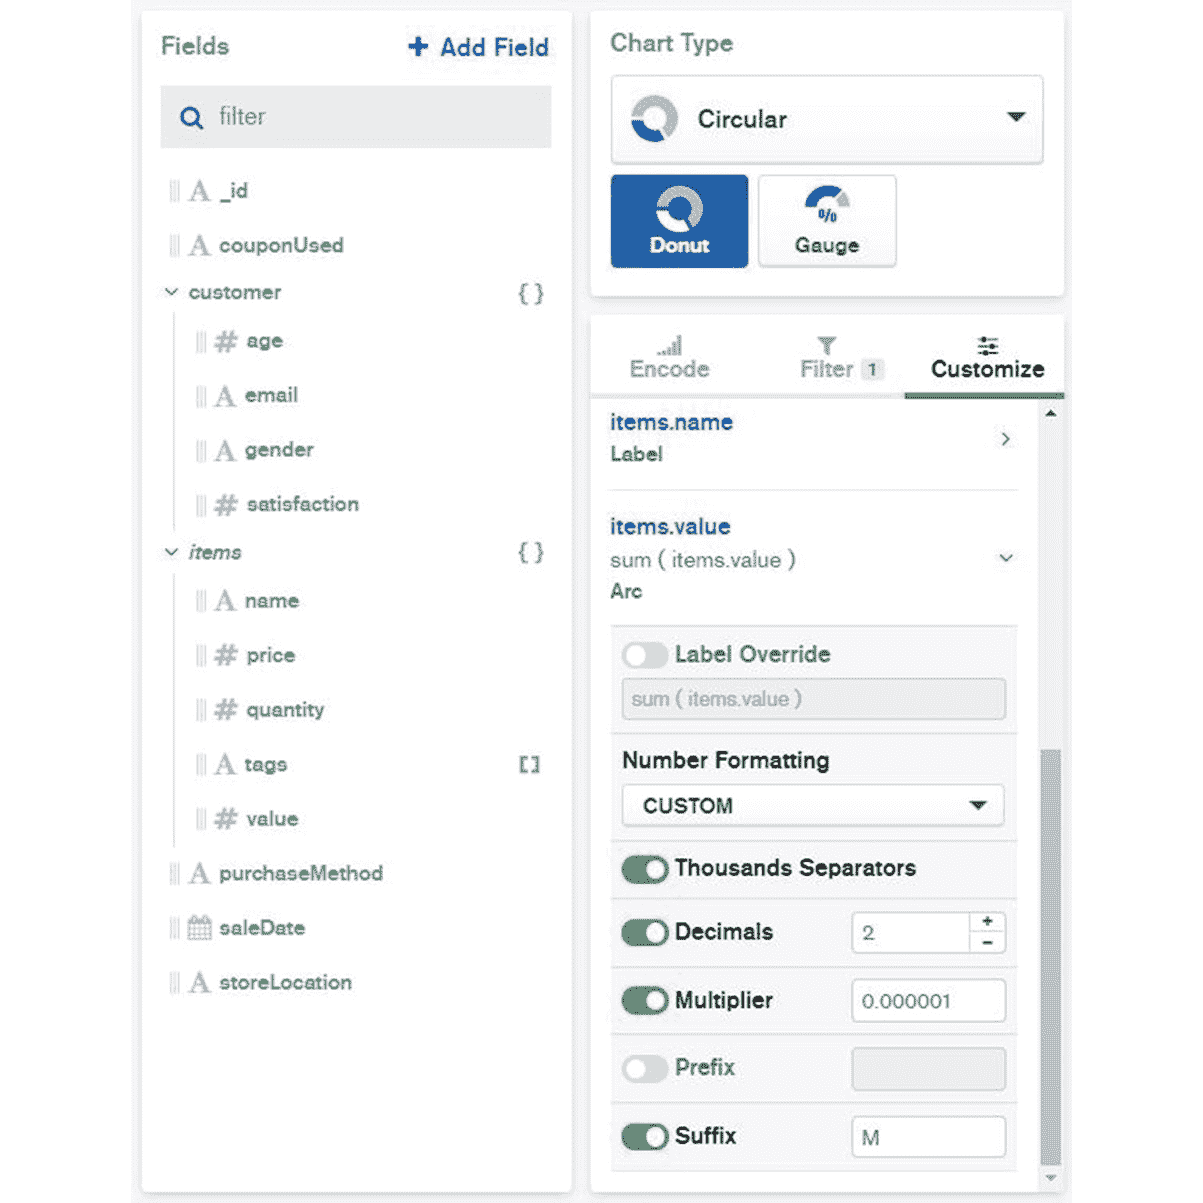 Fields
+ Add Field
filter
A _id
A couponUsed
customer { }
# age
A email
A gender
# satisfaction
items { }
A name
# price
# quantity
A tags [ ]
# value
A purchaseMethod
saleDate
A storeLocation
Chart Type
Circular
Donut
% Gauge
Encode
Filter 1
Customize
items.name
Label
items.value
sum ( items.value )
Arc
Label Override
sum ( items.value )
Number Formatting
CUSTOM
Thousands Separators
Decimals 2 + -
Multiplier 0.000001
Prefix
Suffix M